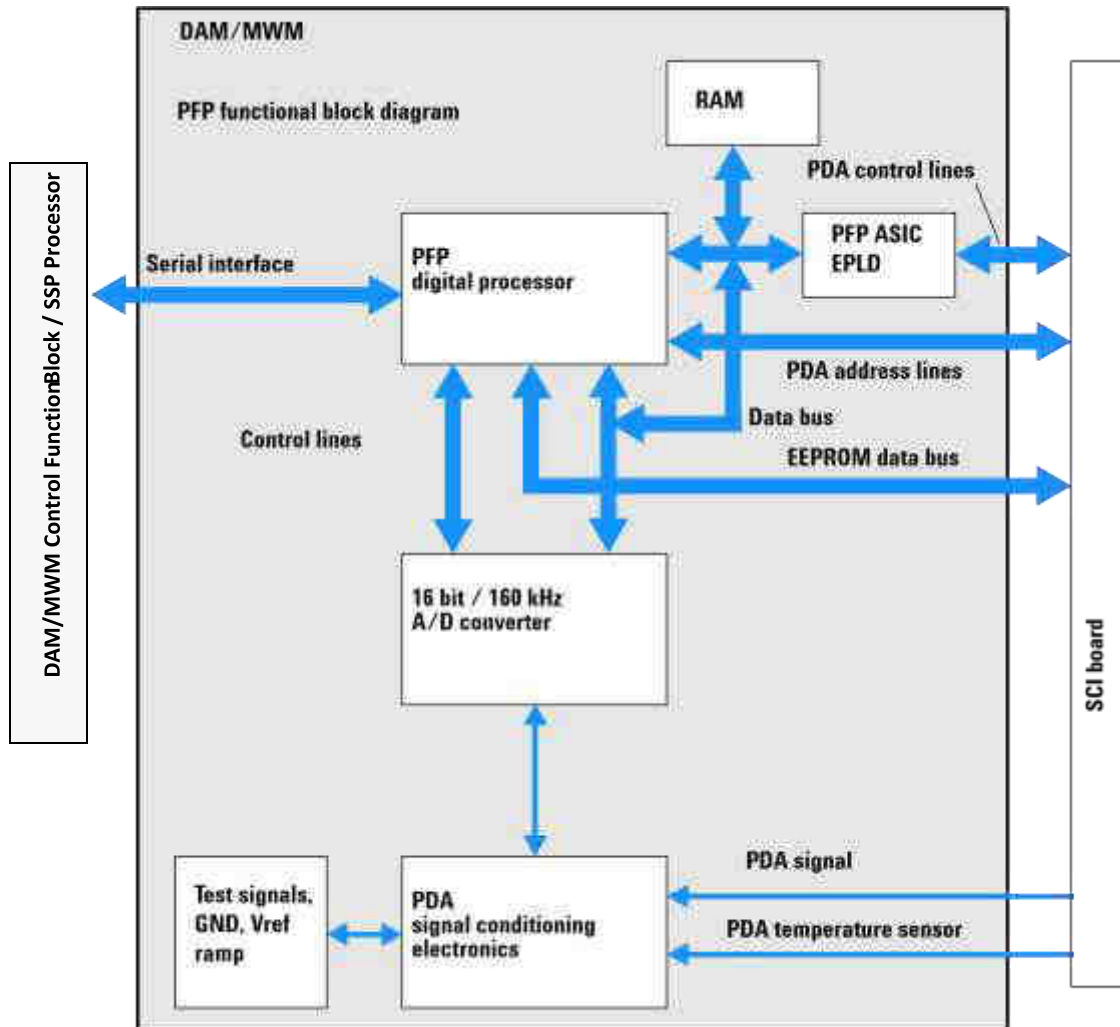 DAM/MWM
PFP functional block diagram
RAM
PDA control lines
PFP ASIC
EPLD
PFP
digital processor
Serial interface
DAM/MWM Control FunctionBlock / SSP Processor
PDA address lines
Data bus
Control lines
EEPROM data bus
16 bit / 160 kHz
A/D converter
SCI board
PDA signal
Test signals,
GND, Vref
ramp
PDA
signal conditioning
electronics
PDA temperature sensor